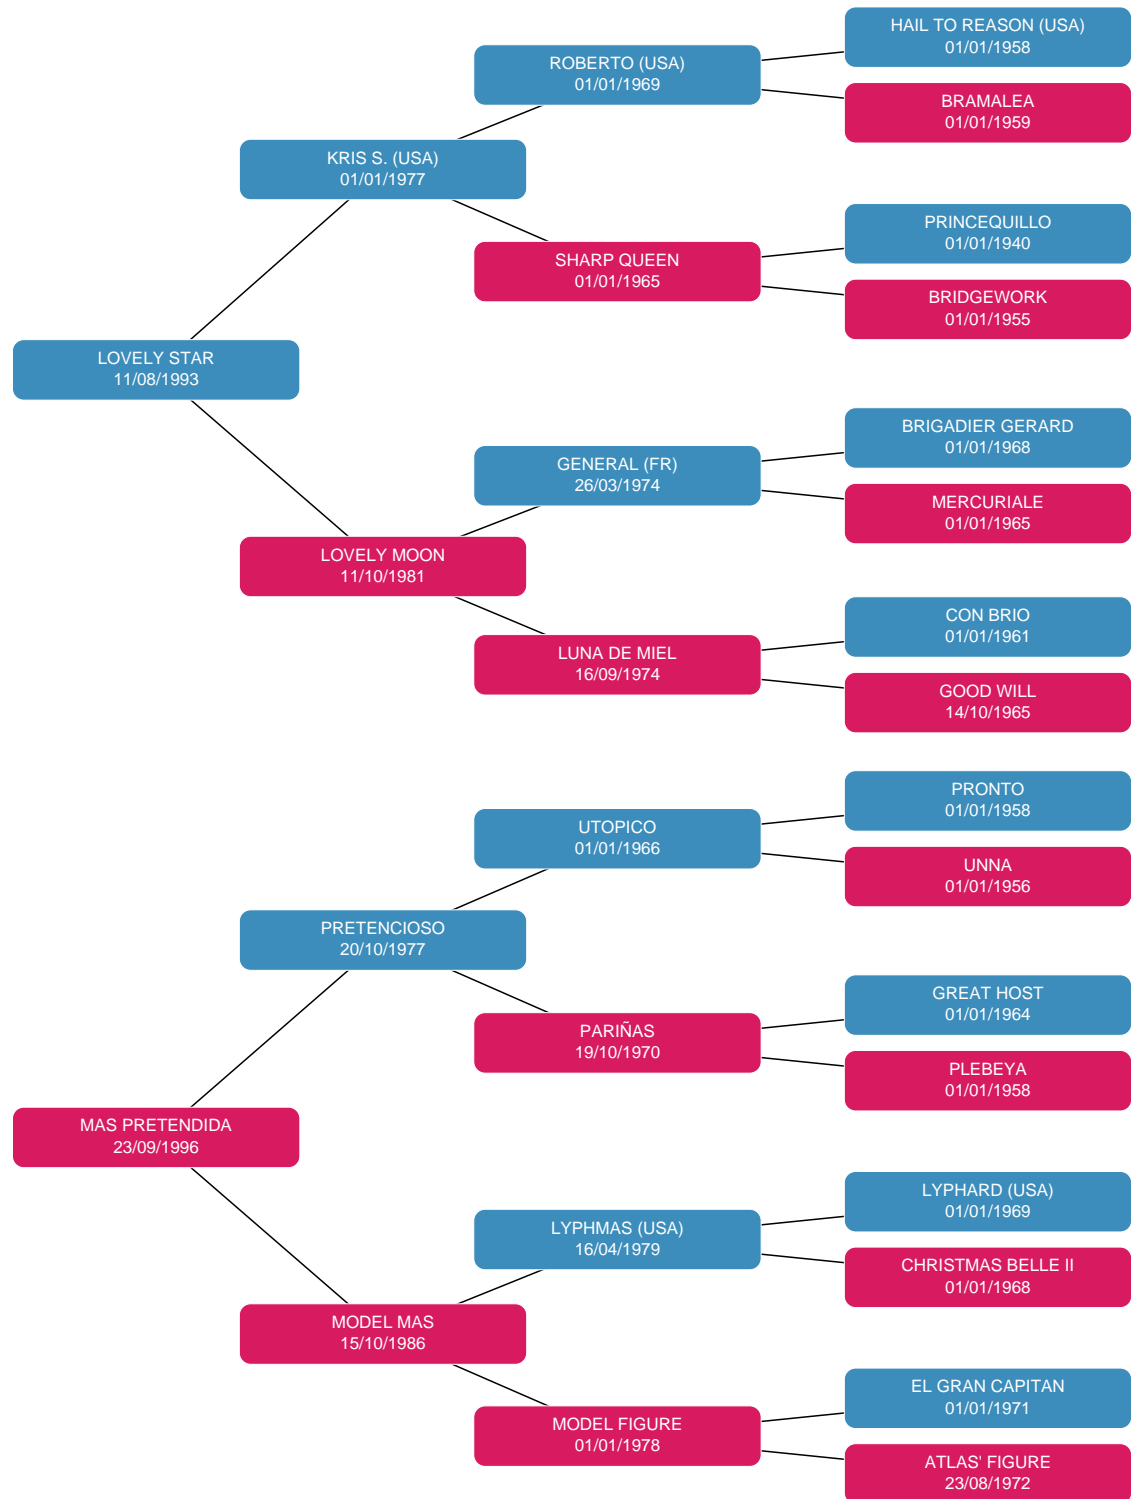 HAIL TO REASON (USA)
01/01/1958
ROBERTO (USA)
01/01/1969
BRAMALEA
01/01/1959
KRIS S. (USA)
01/01/1977
PRINCEQUILLO
01/01/1940
SHARP QUEEN
01/01/1965
BRIDGEWORK
01/01/1955
LOVELY STAR
11/08/1993
BRIGADIER GERARD
01/01/1968
GENERAL (FR)
26/03/1974
MERCURIALE
01/01/1965
LOVELY MOON
11/10/1981
CON BRIO
01/01/1961
LUNA DE MIEL
16/09/1974
GOOD WILL
14/10/1965
PRONTO
01/01/1958
UTOPICO
01/01/1966
UNNA
01/01/1956
PRETENCIOSO
20/10/1977
GREAT HOST
01/01/1964
PARIÑAS
19/10/1970
PLEBEYA
01/01/1958
MAS PRETENDIDA
23/09/1996
LYPHARD (USA)
01/01/1969
LYPHMAS (USA)
16/04/1979
CHRISTMAS BELLE II
01/01/1968
MODEL MAS
15/10/1986
EL GRAN CAPITAN
01/01/1971
MODEL FIGURE
01/01/1978
ATLAS' FIGURE
23/08/1972